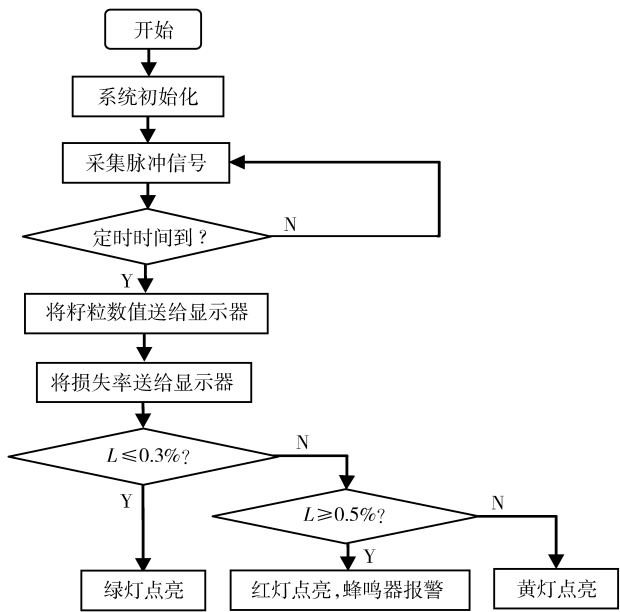 开始
系统初始化
采集脉冲信号
定时时间到?
N
Y
将籽粒数值送给显示器
将损失率送给显示器
L≤0.3%?
N
Y
L≥0.5%?
N
Y
绿灯点亮
红灯点亮,蜂鸣器报警
黄灯点亮